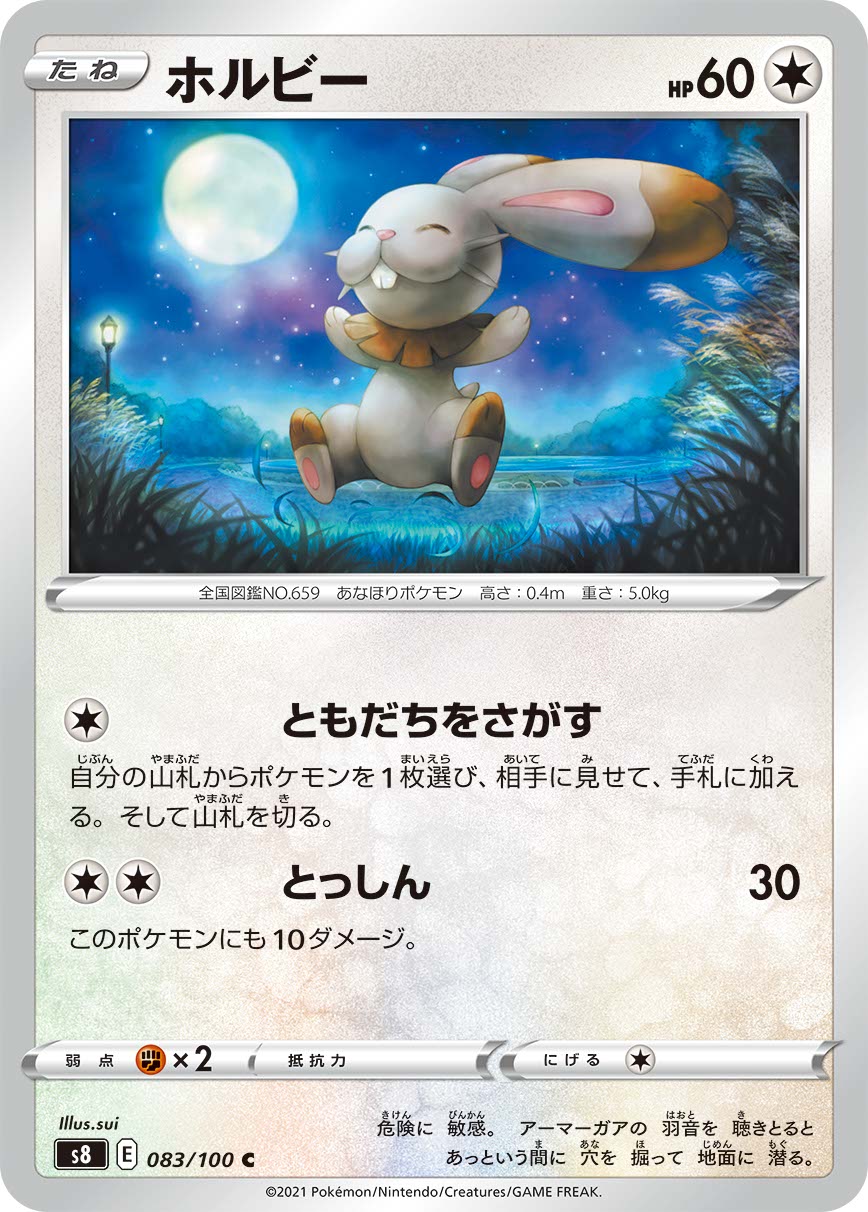 たね ホルビー HP60
全国図鑑NO.659 あなほりポケモン 高さ:0.4m 重さ:5.0kg
ともだちをさがす
自分の山札からポケモンを1枚選び、相手に見せて、手札に加え
る。そして山札を切る。
とっしん 30
このポケモンにも10ダメージ。
弱点 ×2 抵抗力 にげる
Illus.sui
危険に 敏感。 アーマーガアの 羽音を 聴きとると
あっという間に 穴を 掘って 地面に 潜る。
s8 E 083/100 C
©2021 Pokémon/Nintendo/Creatures/GAME FREAK.